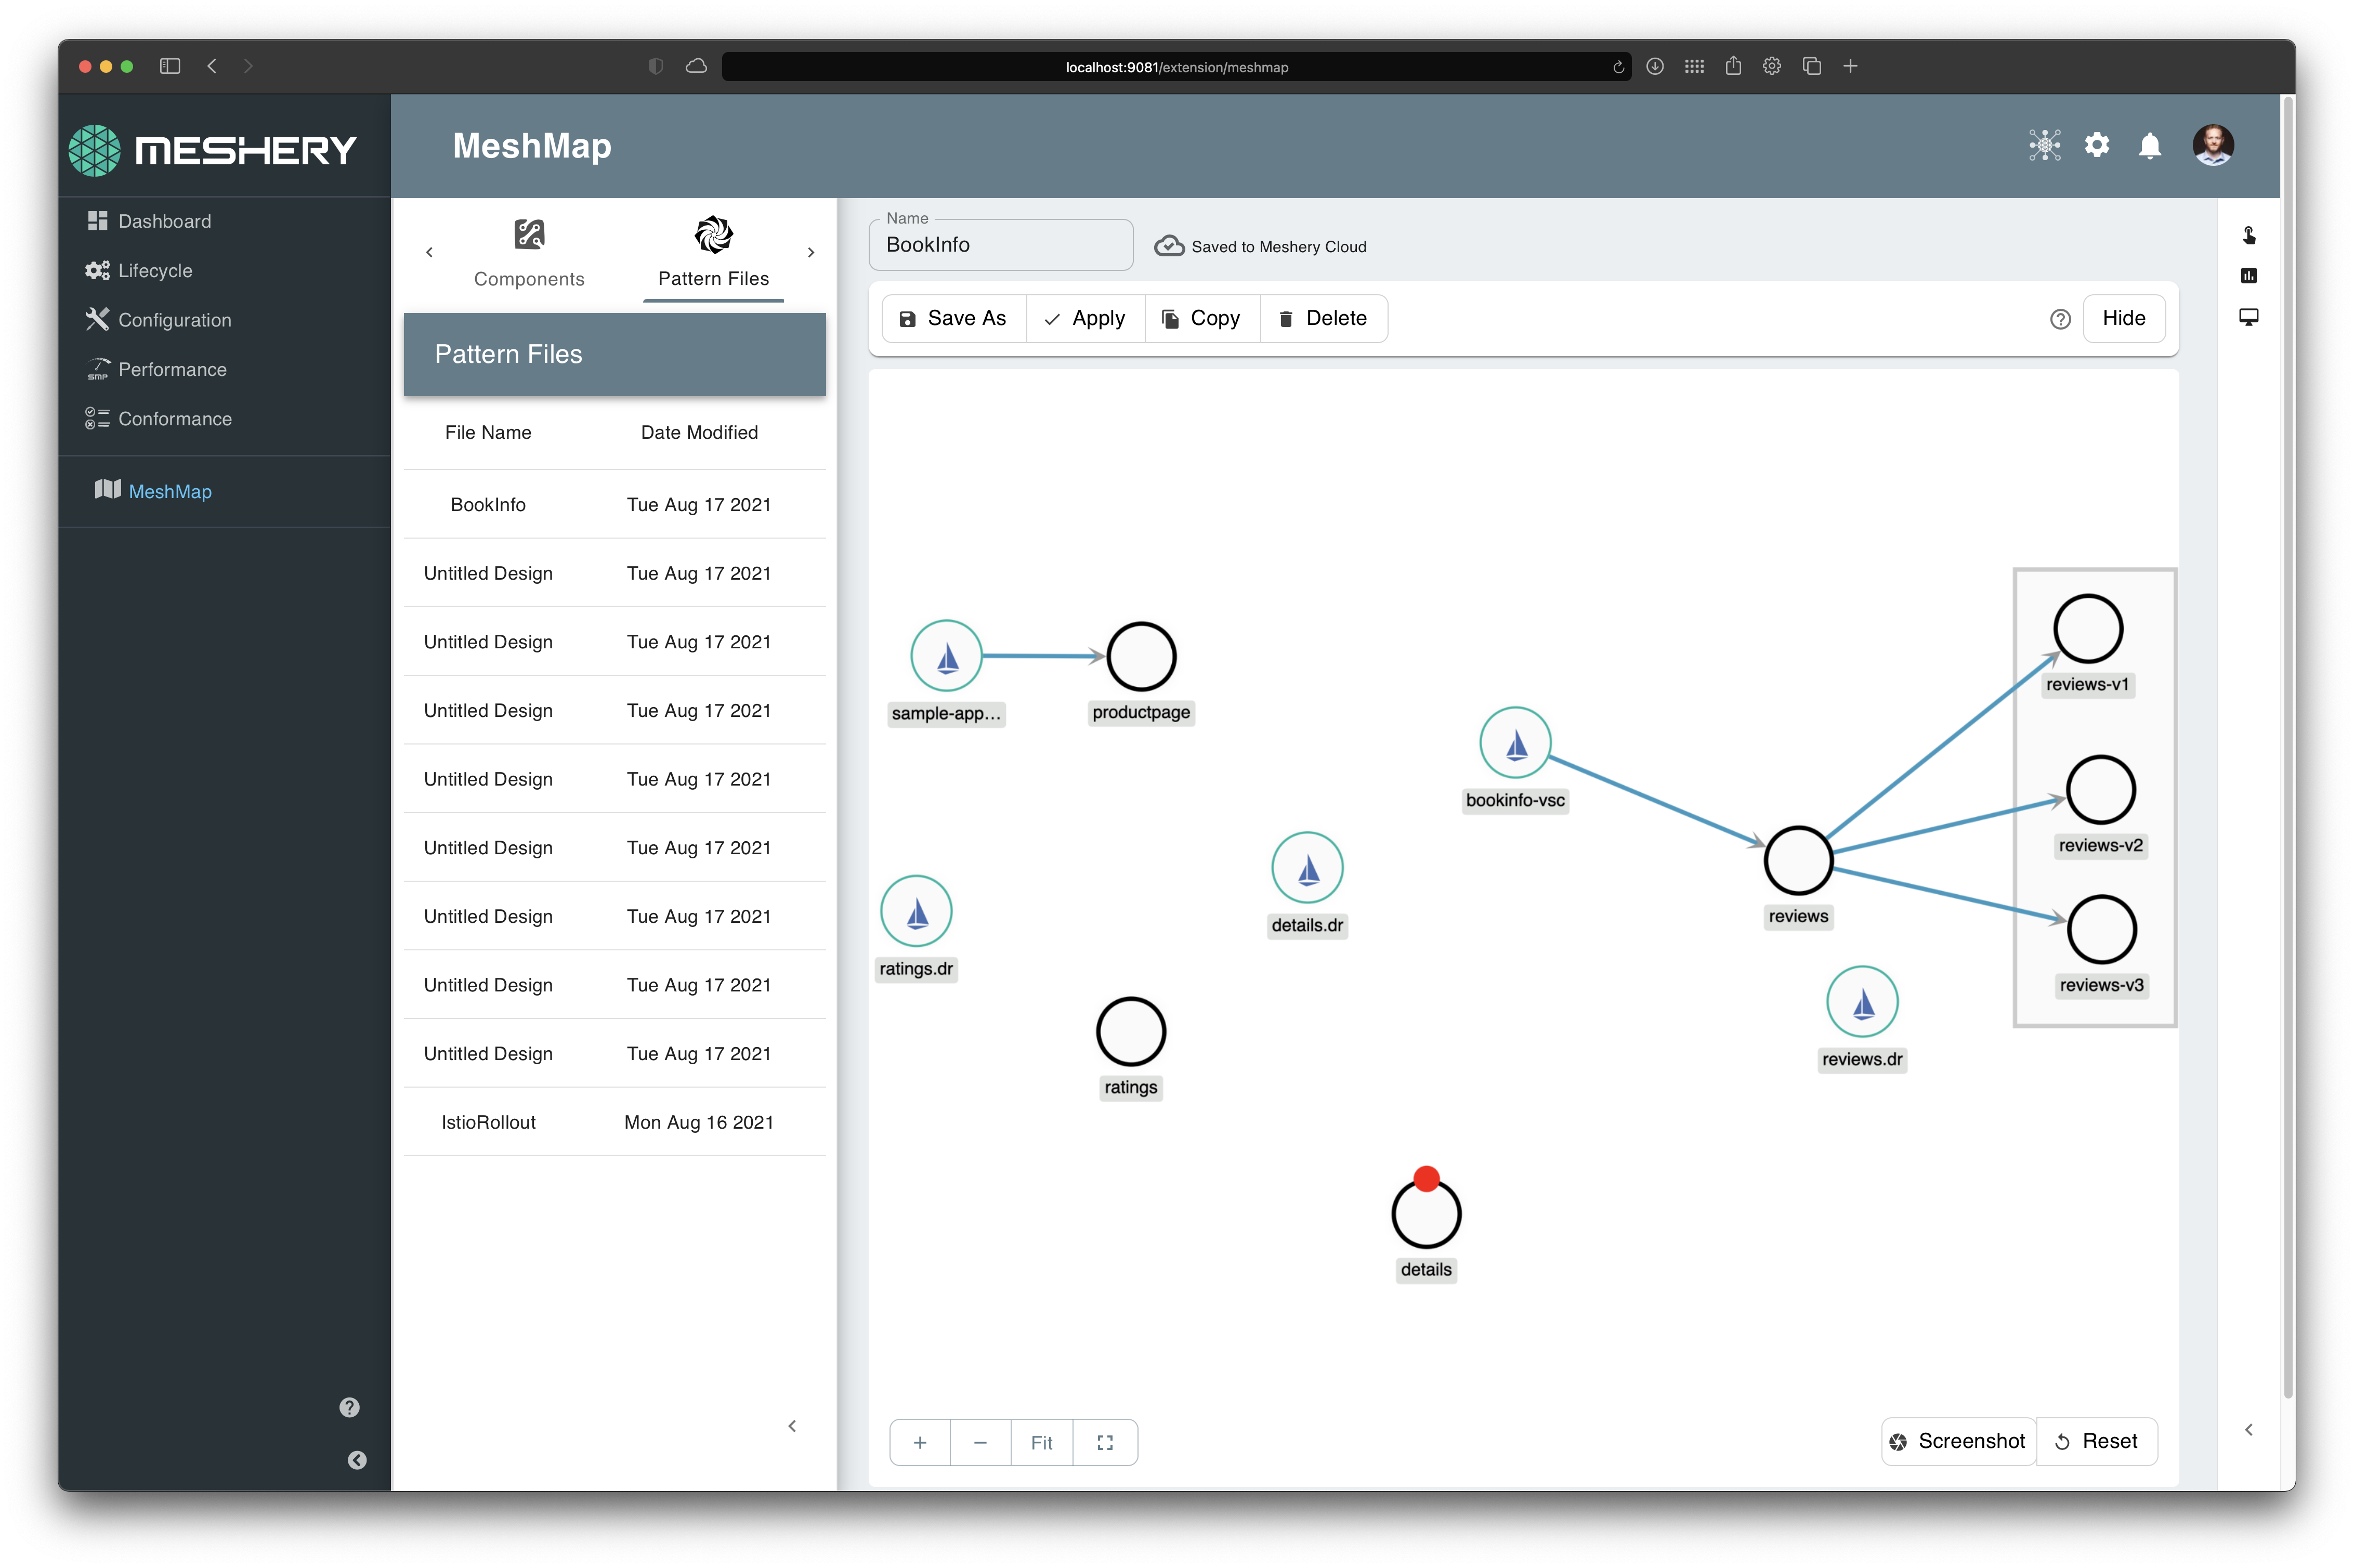 localhost:9081/extension/meshmap
MESHERY
MeshMap
Dashboard
Lifecycle
Configuration
SMP
Performance
Conformance
MeshMap
Components
Pattern Files
Pattern Files
File Name Date Modified
BookInfo Tue Aug 17 2021
Untitled Design Tue Aug 17 2021
Untitled Design Tue Aug 17 2021
Untitled Design Tue Aug 17 2021
Untitled Design Tue Aug 17 2021
Untitled Design Tue Aug 17 2021
Untitled Design Tue Aug 17 2021
Untitled Design Tue Aug 17 2021
Untitled Design Tue Aug 17 2021
IstioRollout Mon Aug 16 2021
Name
BookInfo
Saved to Meshery Cloud
Save As Apply Copy Delete
Hide
sample-app...
productpage
bookinfo-vsc
reviews-v1
reviews-v2
reviews-v3
reviews
details.dr
ratings.dr
reviews.dr
ratings
details
+ − Fit
Screenshot Reset